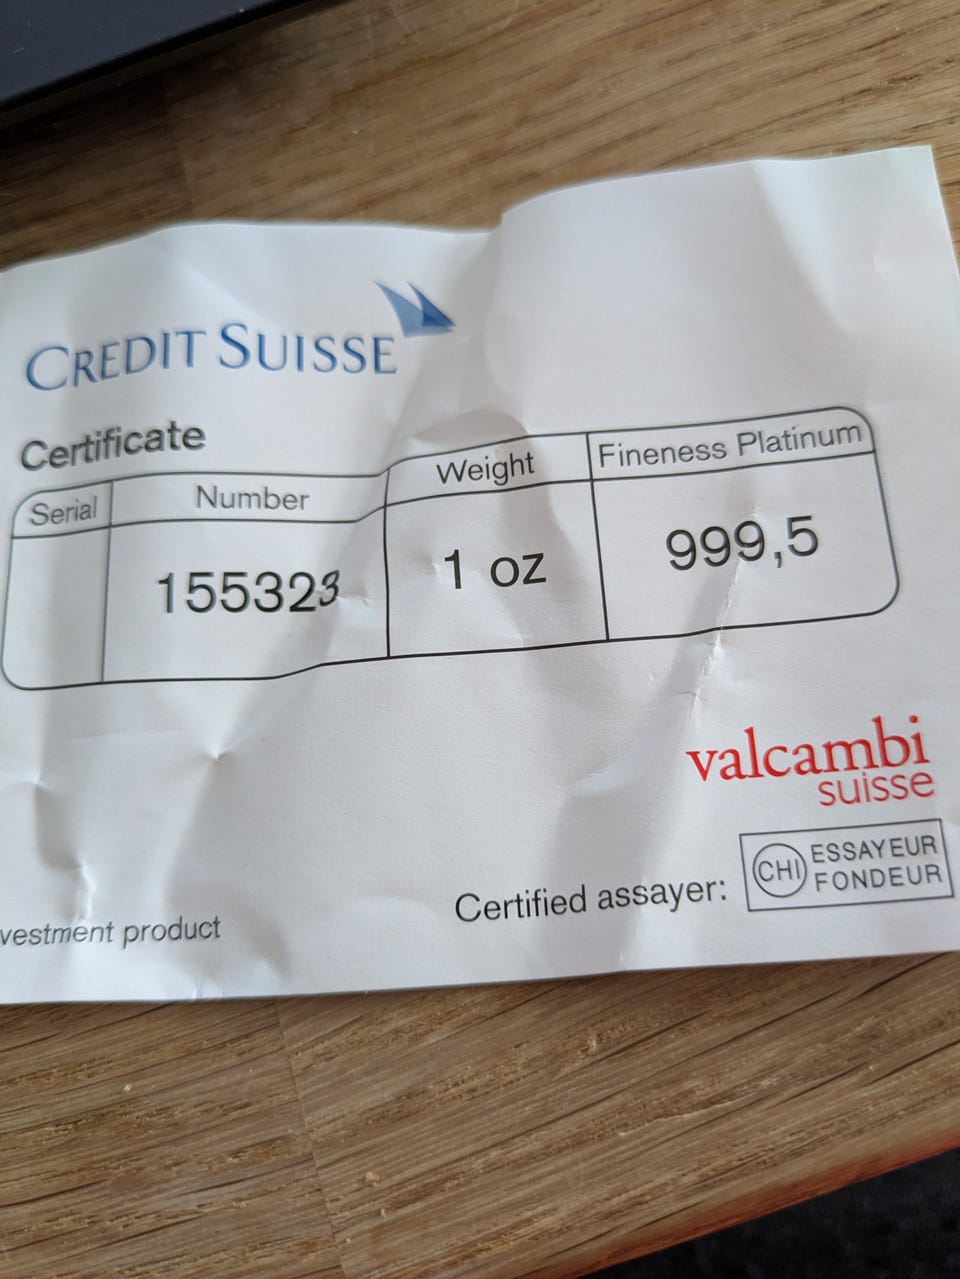 CREDIT SUISSE
Certificate
Serial Number Weight Fineness Platinum
155323 1 oz 999,5
valcambi
suisse
Certified assayer: CHI ESSAYEUR
FONDEUR
vestment product